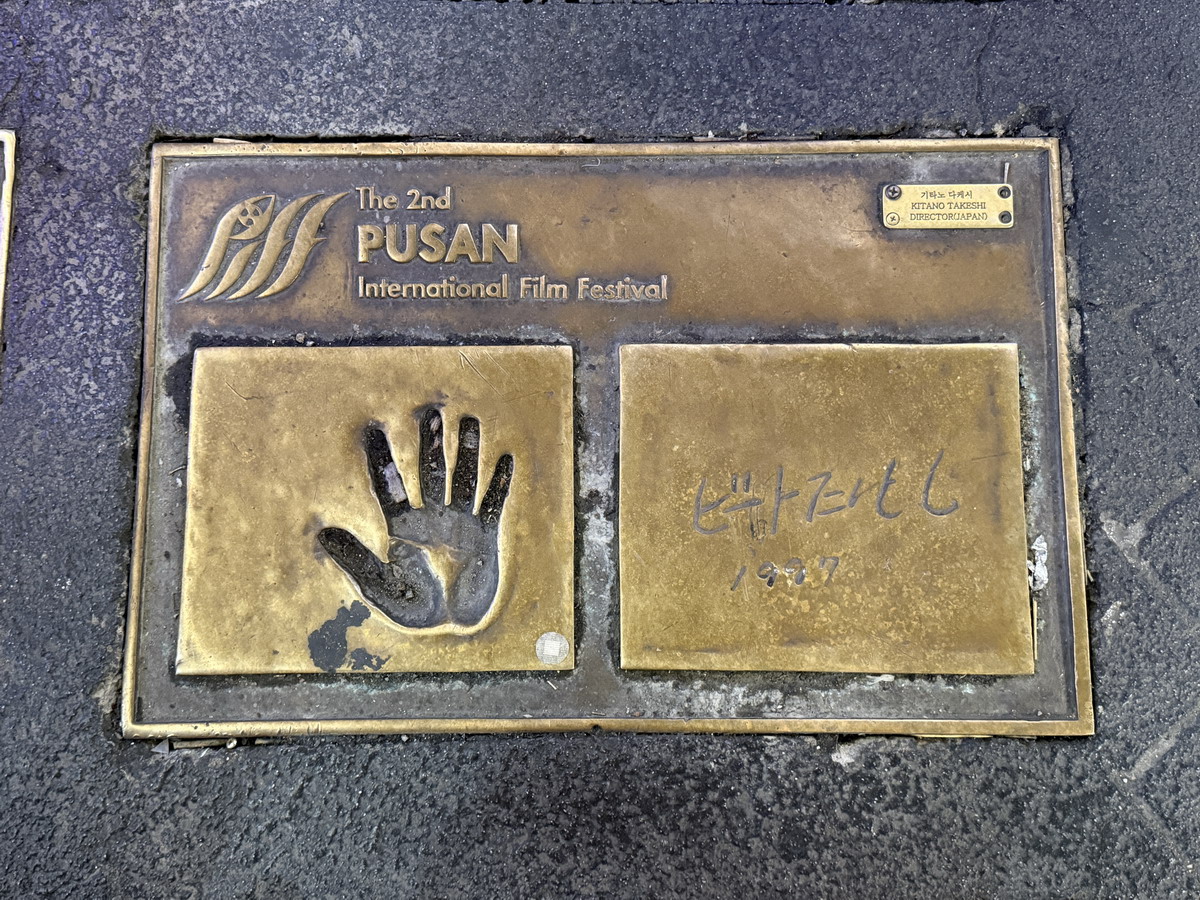 piff
The 2nd
PUSAN
International Film Festival
기타노 다케시
KITANO TAKESHI
DIRECTOR(JAPAN)
ビートたけし
1997